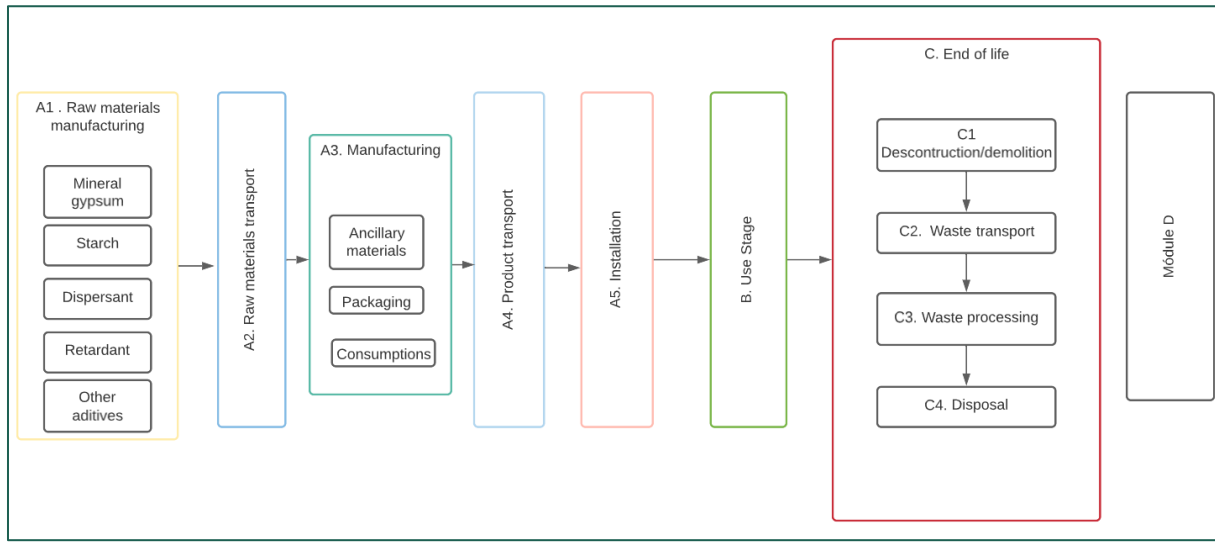 A1 . Raw materials
manufacturing
Mineral
gypsum
Starch
Dispersant
Retardant
Other
aditives
A2. Raw materials transport
A3. Manufacturing
Ancillary
materials
Packaging
Consumptions
A4. Product transport
A5. Installation
B. Use Stage
C. End of life
C1
Descontruction/demolition
C2.  Waste transport
C3. Waste processing
C4. Disposal
Módule D